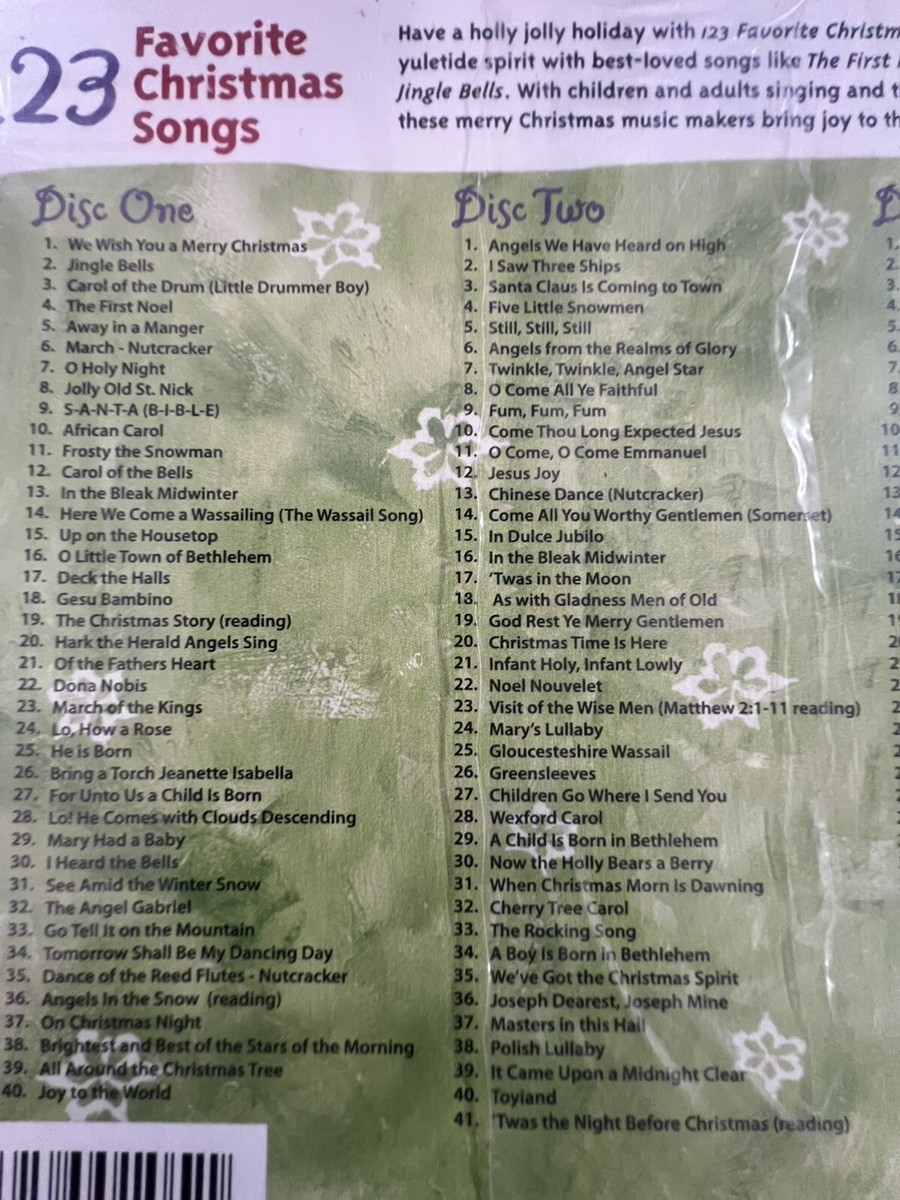 123
Favorite
Christmas
Songs
Have a holly jolly holiday with 123 Favorite Christm
yuletide spirit with best-loved songs like The First
Jingle Bells. With children and adults singing and t
these merry Christmas music makers bring joy to th
Disc One
1. We Wish You a Merry Christmas
2. Jingle Bells
3. Carol of the Drum (Little Drummer Boy)
4. The First Noel
5. Away in a Manger
6. March - Nutcracker
7. O Holy Night
8. Jolly Old St. Nick
9. S-A-N-T-A (B-I-B-L-E)
10. African Carol
11. Frosty the Snowman
12. Carol of the Bells
13. In the Bleak Midwinter
14. Here We Come a Wassailing (The Wassail Song)
15. Up on the Housetop
16. O Little Town of Bethlehem
17. Deck the Halls
18. Gesu Bambino
19. The Christmas Story (reading)
20. Hark the Herald Angels Sing
21. Of the Fathers Heart
22. Dona Nobis
23. March of the Kings
24. Lo, How a Rose
25. He is Born
26. Bring a Torch Jeanette Isabella
27. For Unto Us a Child Is Born
28. Lo! He Comes with Clouds Descending
29. Mary Had a Baby
30. I Heard the Bells
31. See Amid the Winter Snow
32. The Angel Gabriel
33. Go Tell It on the Mountain
34. Tomorrow Shall Be My Dancing Day
35. Dance of the Reed Flutes - Nutcracker
36. Angels In the Snow (reading)
37. On Christmas Night
38. Brightest and Best of the Stars of the Morning
39. All Around the Christmas Tree
40. Joy to the World
Disc Two
1. Angels We Have Heard on High
2. I Saw Three Ships
3. Santa Claus Is Coming to Town
4. Five Little Snowmen
5. Still, Still, Still
6. Angels from the Realms of Glory
7. Twinkle, Twinkle, Angel Star
8. O Come All Ye Faithful
9. Fum, Fum, Fum
10. Come Thou Long Expected Jesus
11. O Come, O Come Emmanuel
12. Jesus Joy
13. Chinese Dance (Nutcracker)
14. Come All You Worthy Gentlemen (Somerset)
15. In Dulce Jubilo
16. In the Bleak Midwinter
17. 'Twas in the Moon
18. As with Gladness Men of Old
19. God Rest Ye Merry Gentlemen
20. Christmas Time Is Here
21. Infant Holy, Infant Lowly
22. Noel Nouvelet
23. Visit of the Wise Men (Matthew 2:1-11 reading)
24. Mary's Lullaby
25. Gloucesteshire Wassail
26. Greensleeves
27. Children Go Where I Send You
28. Wexford Carol
29. A Child Is Born in Bethlehem
30. Now the Holly Bears a Berry
31. When Christmas Morn Is Dawning
32. Cherry Tree Carol
33. The Rocking Song
34. A Boy Is Born in Bethlehem
35. We've Got the Christmas Spirit
36. Joseph Dearest, Joseph Mine
37. Masters in this Hall
38. Polish Lullaby
39. It Came Upon a Midnight Clear
40. Toyland
41. 'Twas the Night Before Christmas (reading)